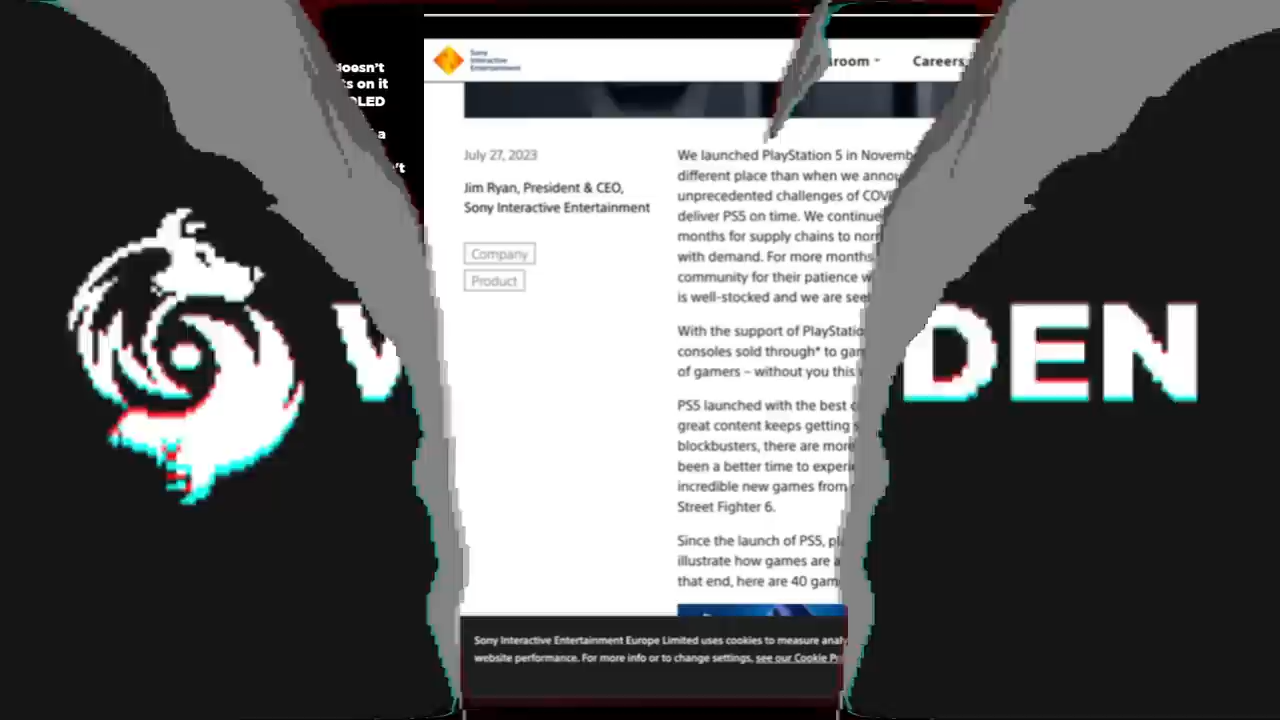 doesn't
on it
OLED
a
Sony
Interactive
Entertainment
Careers
July 27, 2023
Jim Ryan, President & CEO,
Sony Interactive Entertainment
Company
Product
We launched PlayStation 5 in Novemb
different place than when we annou
unprecedented challenges of COVI
deliver PS5 on time. We continue
months for supply chains to nor
with demand. For more months
community for their patience w
is well-stocked and we are see
With the support of PlayStatio
consoles sold through* to gam
of gamers – without you this
PS5 launched with the best
great content keeps getting
blockbusters, there are more
been a better time to experi
incredible new games from
Street Fighter 6.
Since the launch of PS5, pl
illustrate how games are a
that end, here are 40 gam
W DEN
Sony Interactive Entertainment Europe Limited uses cookies to measure analy
website performance. For more info or to change settings, see our Cookie P